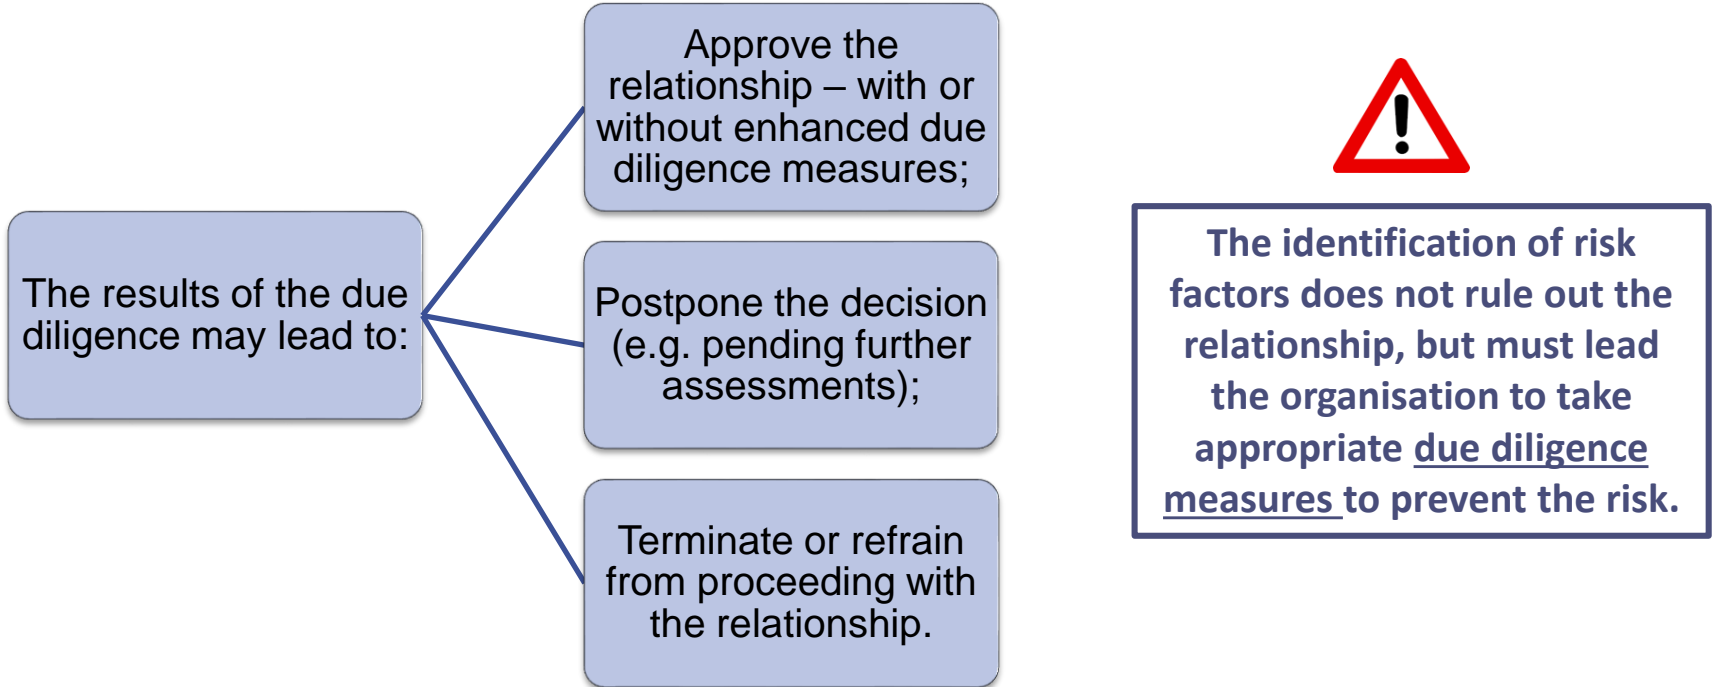 The results of the due
diligence may lead to:
Approve the
relationship – with or
without enhanced due
diligence measures;
Postpone the decision
(e.g. pending further
assessments);
Terminate or refrain
from proceeding with
the relationship.
The identification of risk
factors does not rule out the
relationship, but must lead
the organisation to take
appropriate due diligence
measures to prevent the risk.